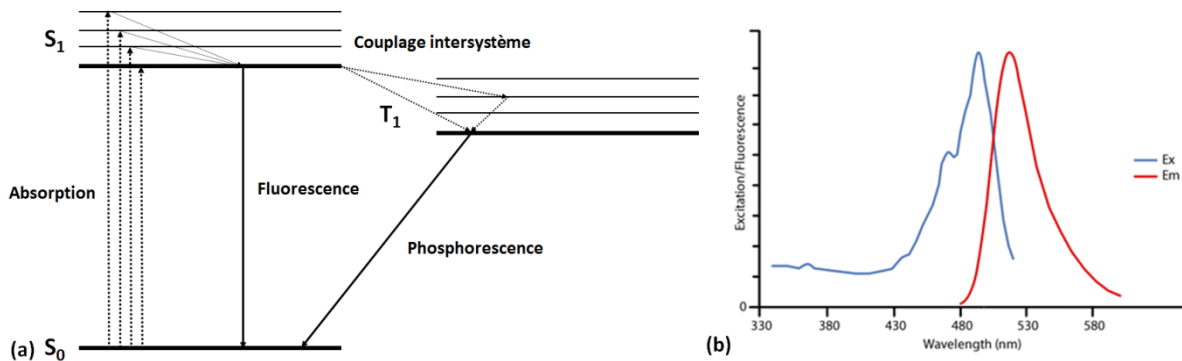 S1
Couplage intersystème
T1
Absorption
Fluorescence
Phosphorescence
(a) S0
Excitation/Fluorescence
Ex
Em
0
330 380 430 480 530 580
Wavelength (nm)
(b)